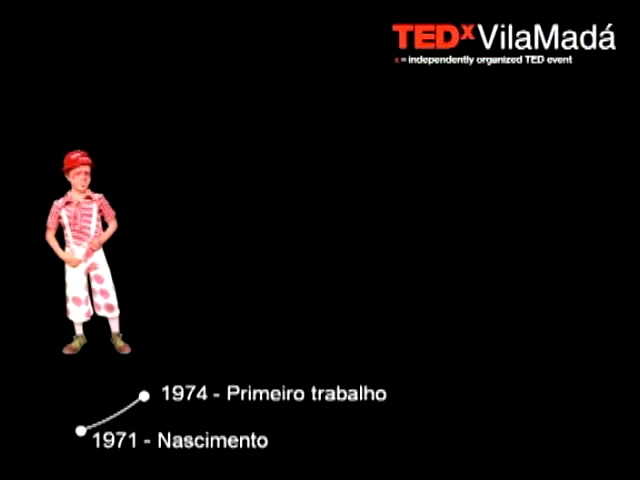 TEDxVilaMadá
x = independently organized TED event
1974 - Primeiro trabalho
1971 - Nascimento